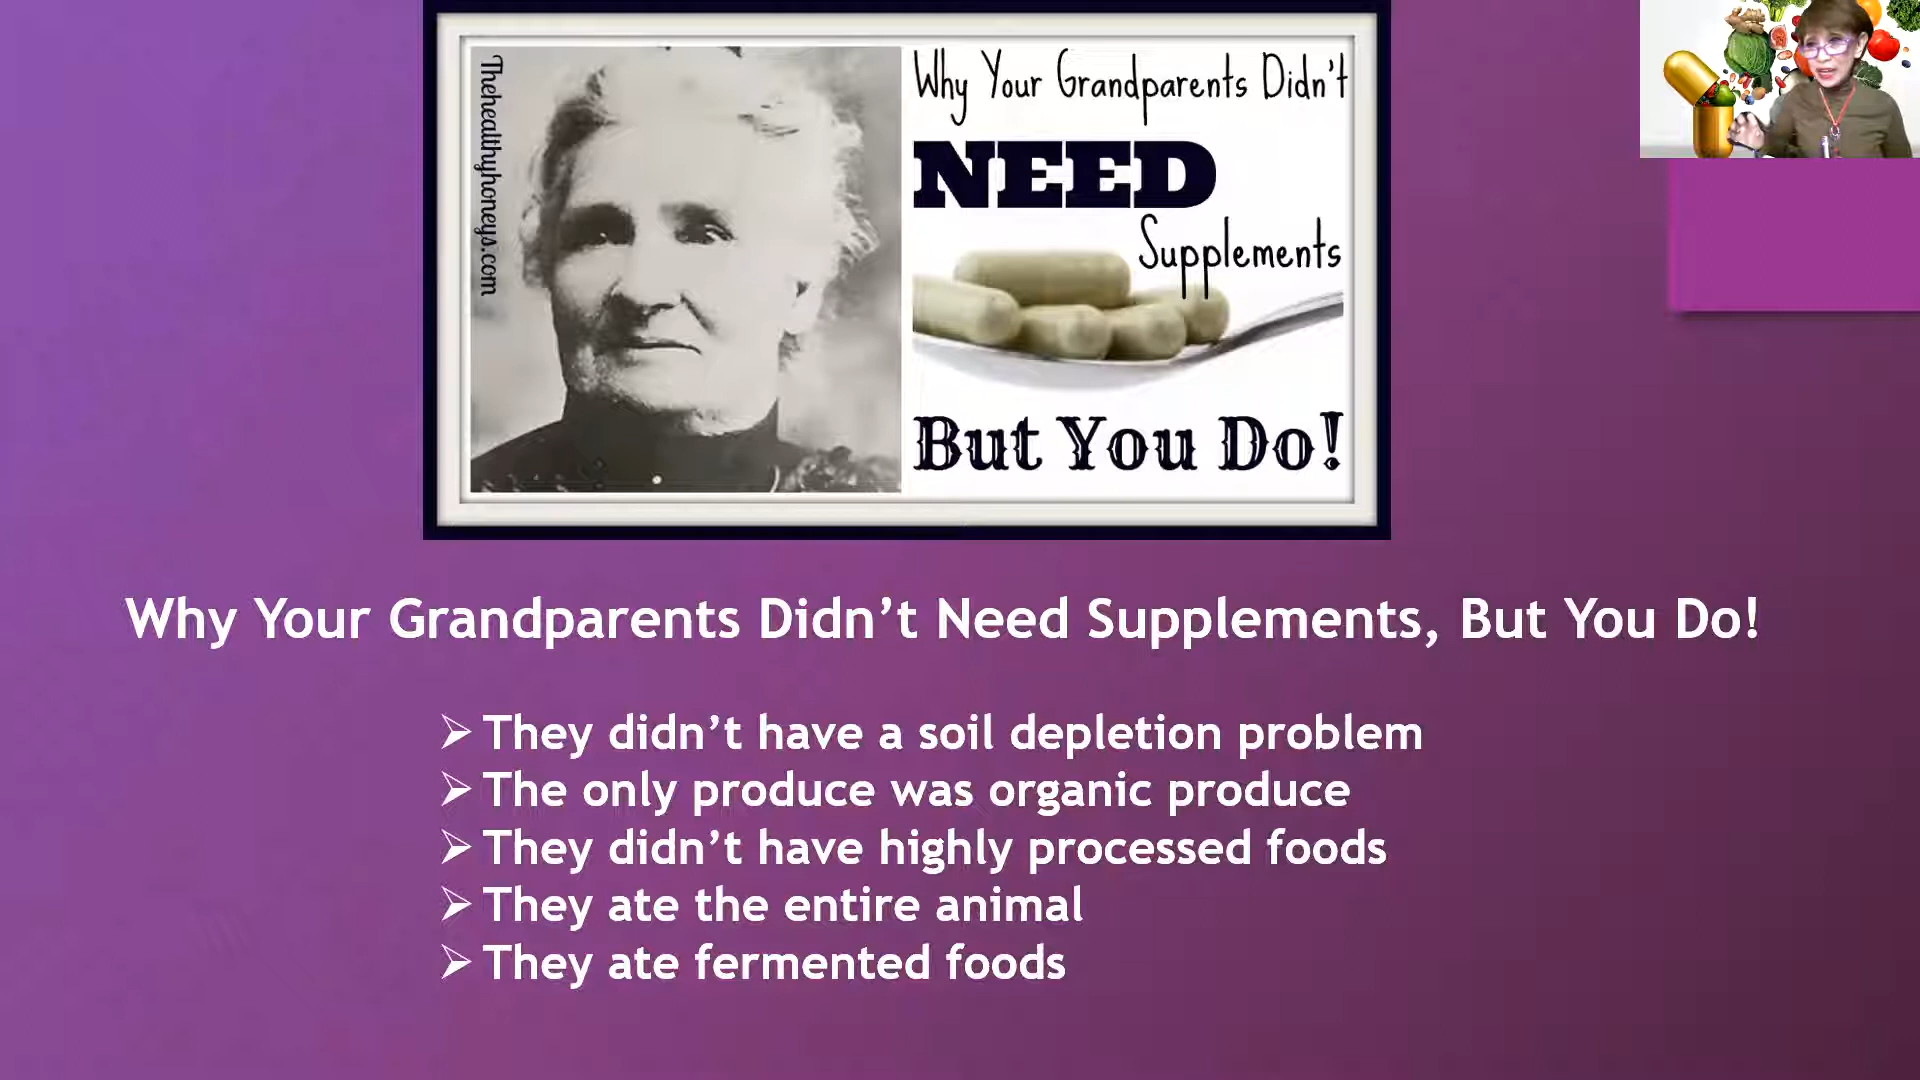 Thehealthyhoneys.com
Why Your Grandparents Didn't
NEED
Supplements
But You Do!
Why Your Grandparents Didn’t Need Supplements, But You Do!
➢ They didn’t have a soil depletion problem
➢ The only produce was organic produce
➢ They didn’t have highly processed foods
➢ They ate the entire animal
➢ They ate fermented foods